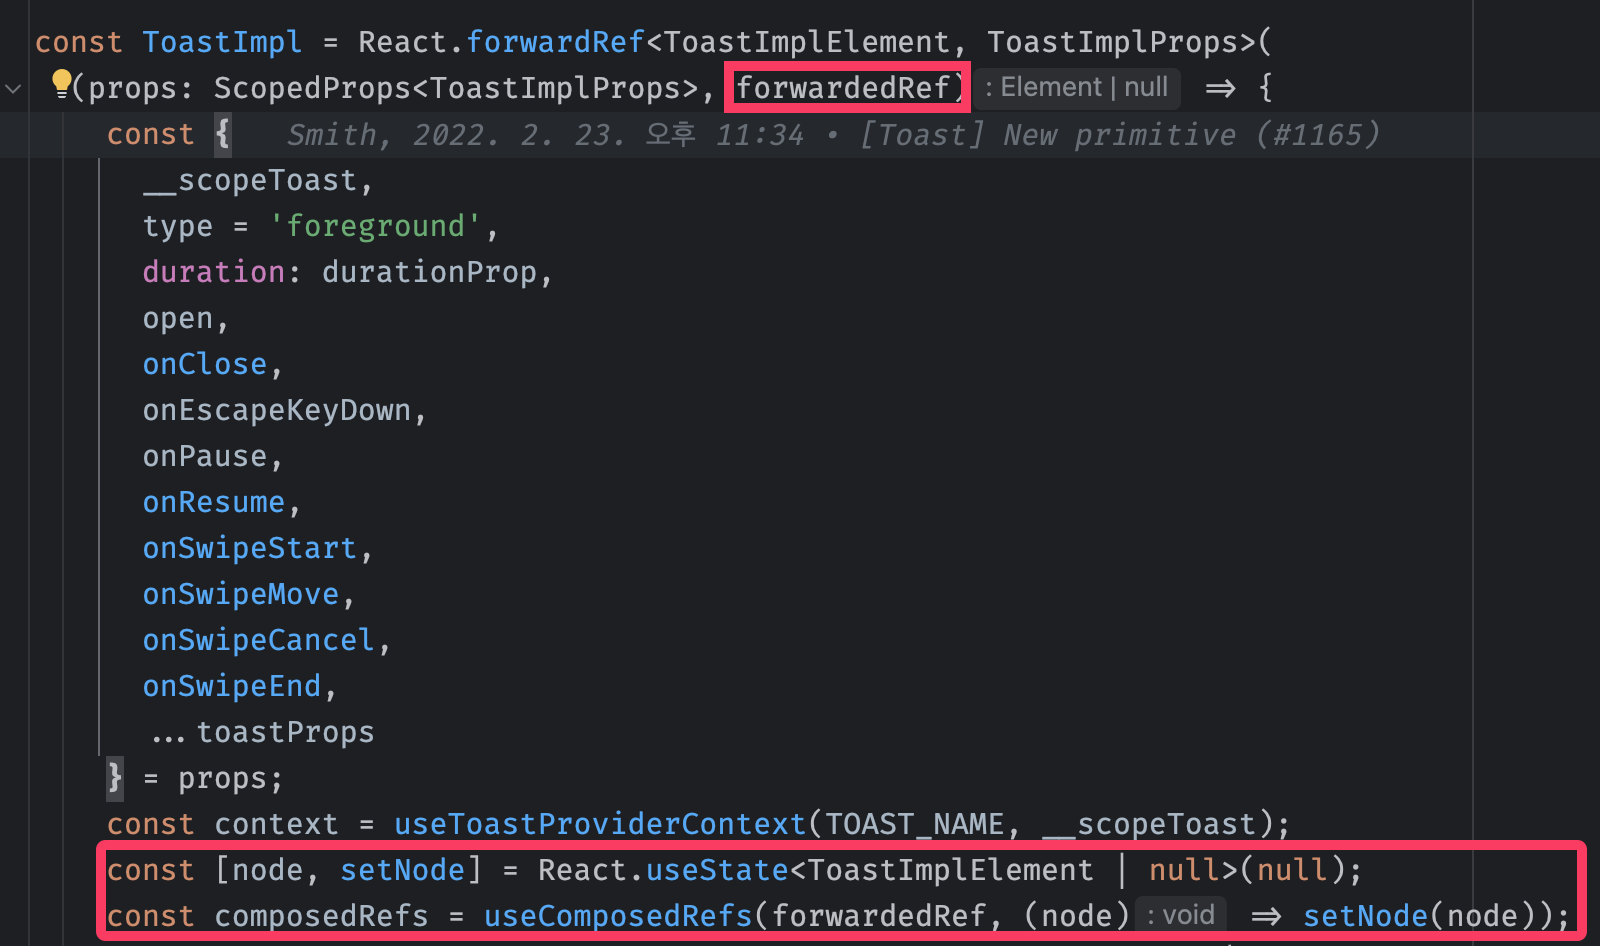 const ToastImpl = React.forwardRef<ToastImplElement, ToastImplProps>(
(props: ScopedProps<ToastImplProps>, forwardedRef) : Element | null => {
const { Smith, 2022. 2. 23. 오후 11:34 • [Toast] New primitive (#1165)
__scopeToast,
type = 'foreground',
duration: durationProp,
open,
onClose,
onEscapeKeyDown,
onPause,
onResume,
onSwipeStart,
onSwipeMove,
onSwipeCancel,
onSwipeEnd,
...toastProps
} = props;
const context = useToastProviderContext(TOAST_NAME, __scopeToast);
const [node, setNode] = React.useState<ToastImplElement | null>(null);
const composedRefs = useComposedRefs(forwardedRef, (node) : void => setNode(node));